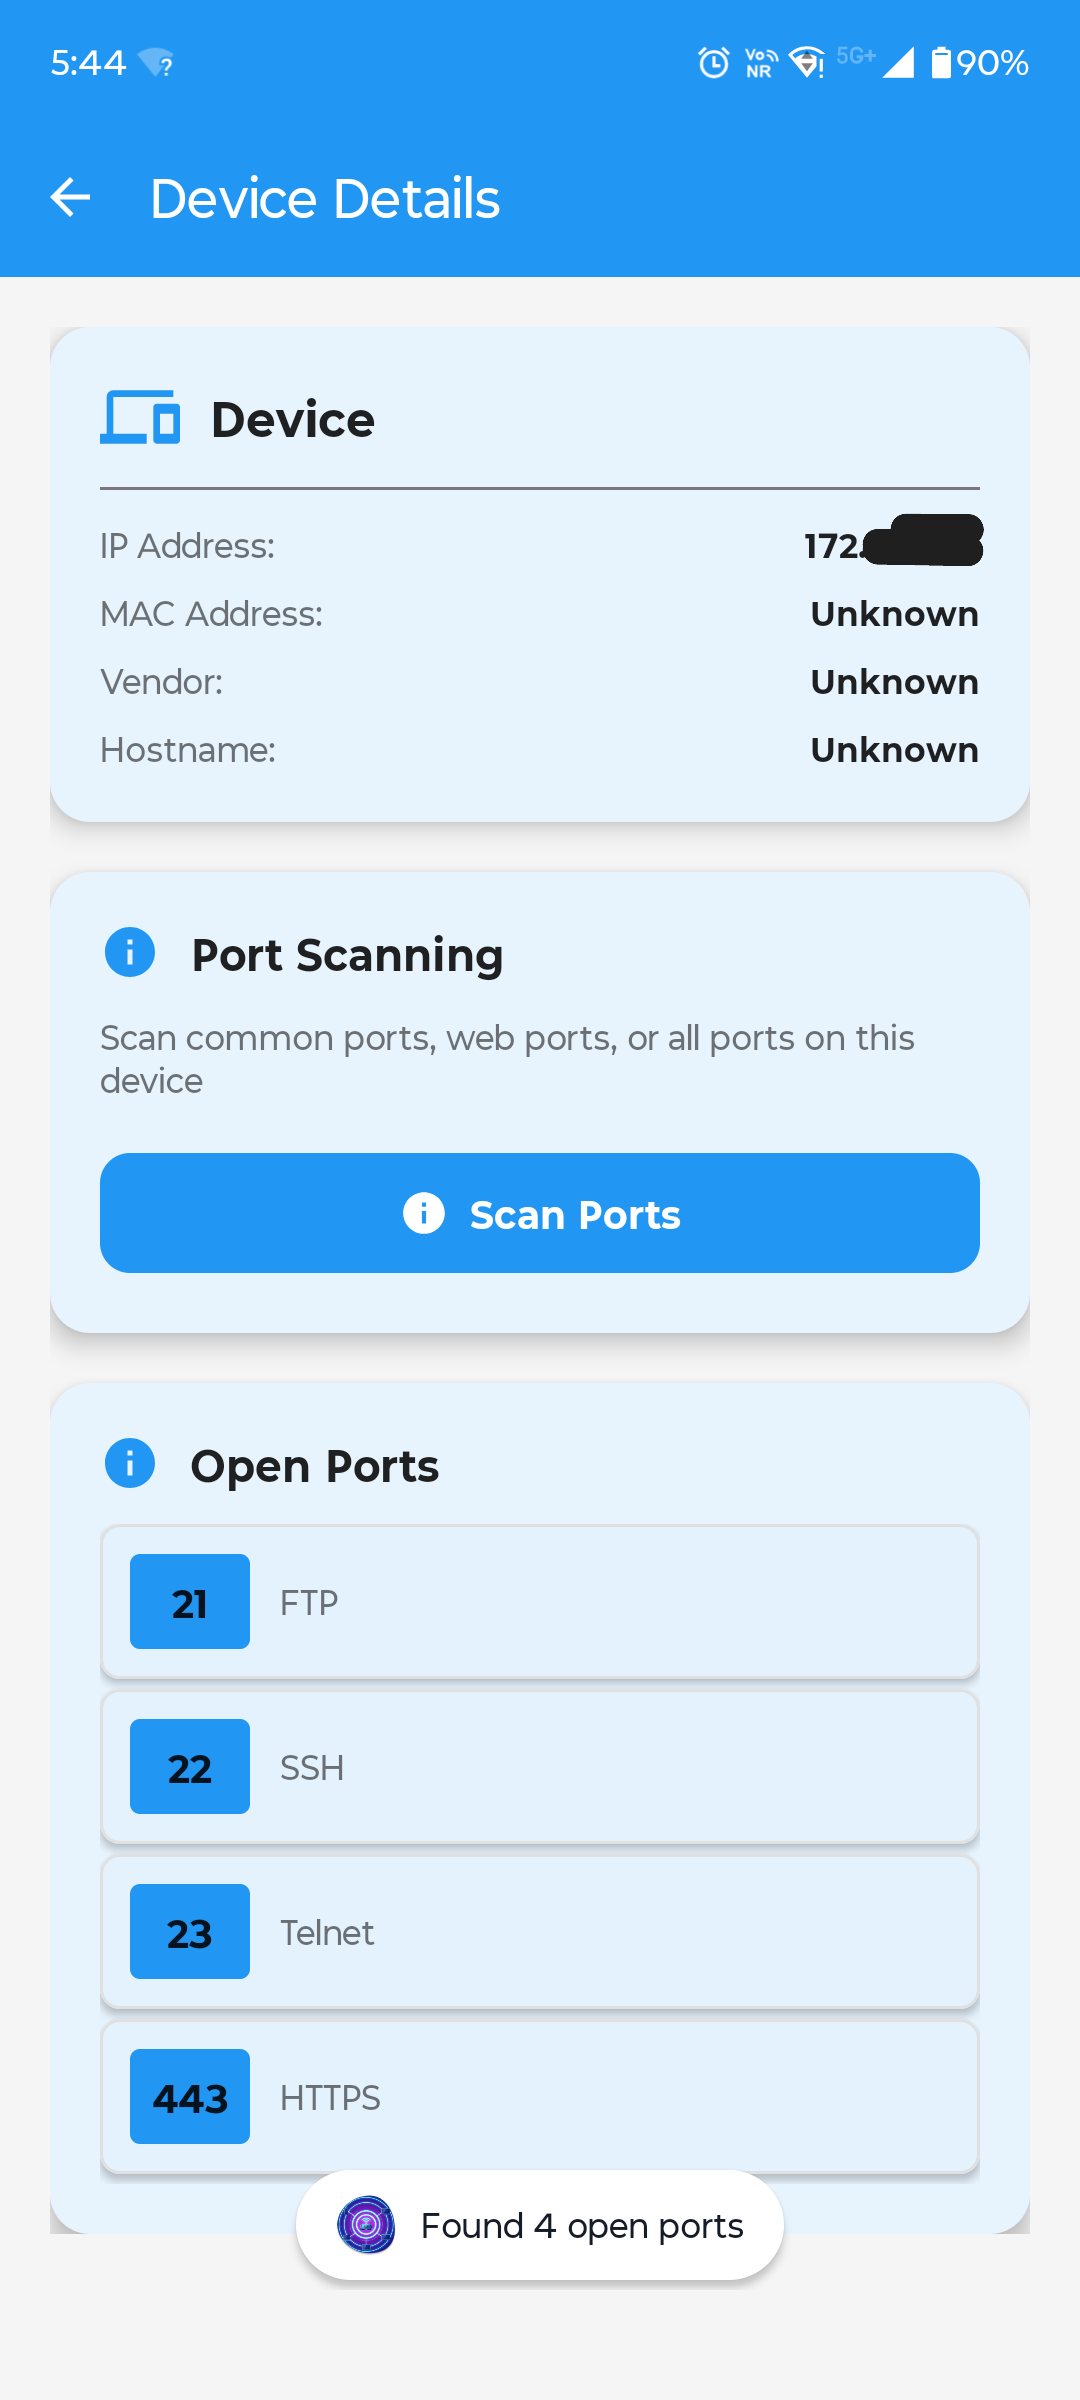 5:44
Vo NR
5G+
90%
Device Details
Device
IP Address: 172.
MAC Address: Unknown
Vendor: Unknown
Hostname: Unknown
Port Scanning
Scan common ports, web ports, or all ports on this
device
Scan Ports
Open Ports
21 FTP
22 SSH
23 Telnet
443 HTTPS
Found 4 open ports